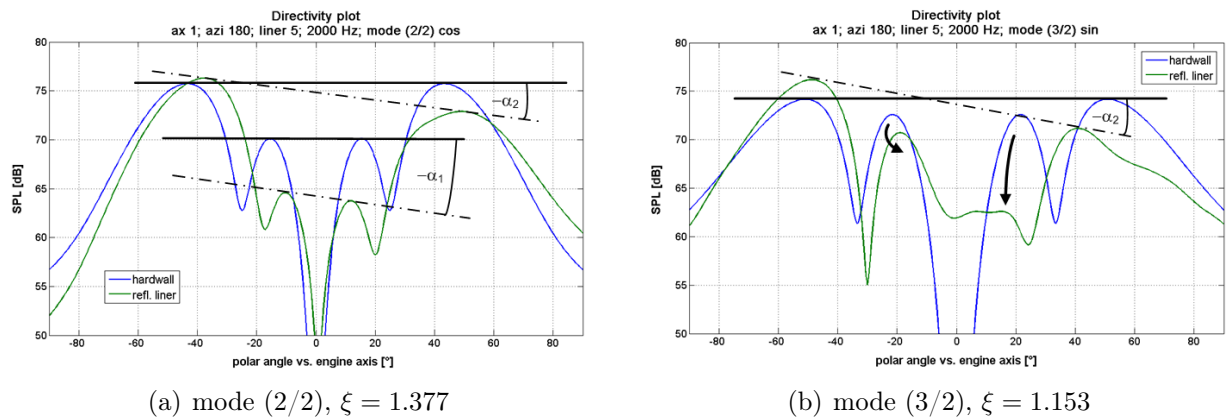 Directivity plot
ax 1; azi 180; liner 5; 2000 Hz; mode (2/2) cos
80
75
70
65
60
55
50
SPL [dB]
−α₂
−α₁
hardwall
refl. liner
-80 -60 -40 -20 0 20 40 60 80
polar angle vs. engine axis [°]
(a) mode (2/2), ξ = 1.377
Directivity plot
ax 1; azi 180; liner 5; 2000 Hz; mode (3/2) sin
80
75
70
65
60
55
50
SPL [dB]
hardwall
refl. liner
−α₂
-80 -60 -40 -20 0 20 40 60 80
polar angle vs. engine axis [°]
(b) mode (3/2), ξ = 1.153